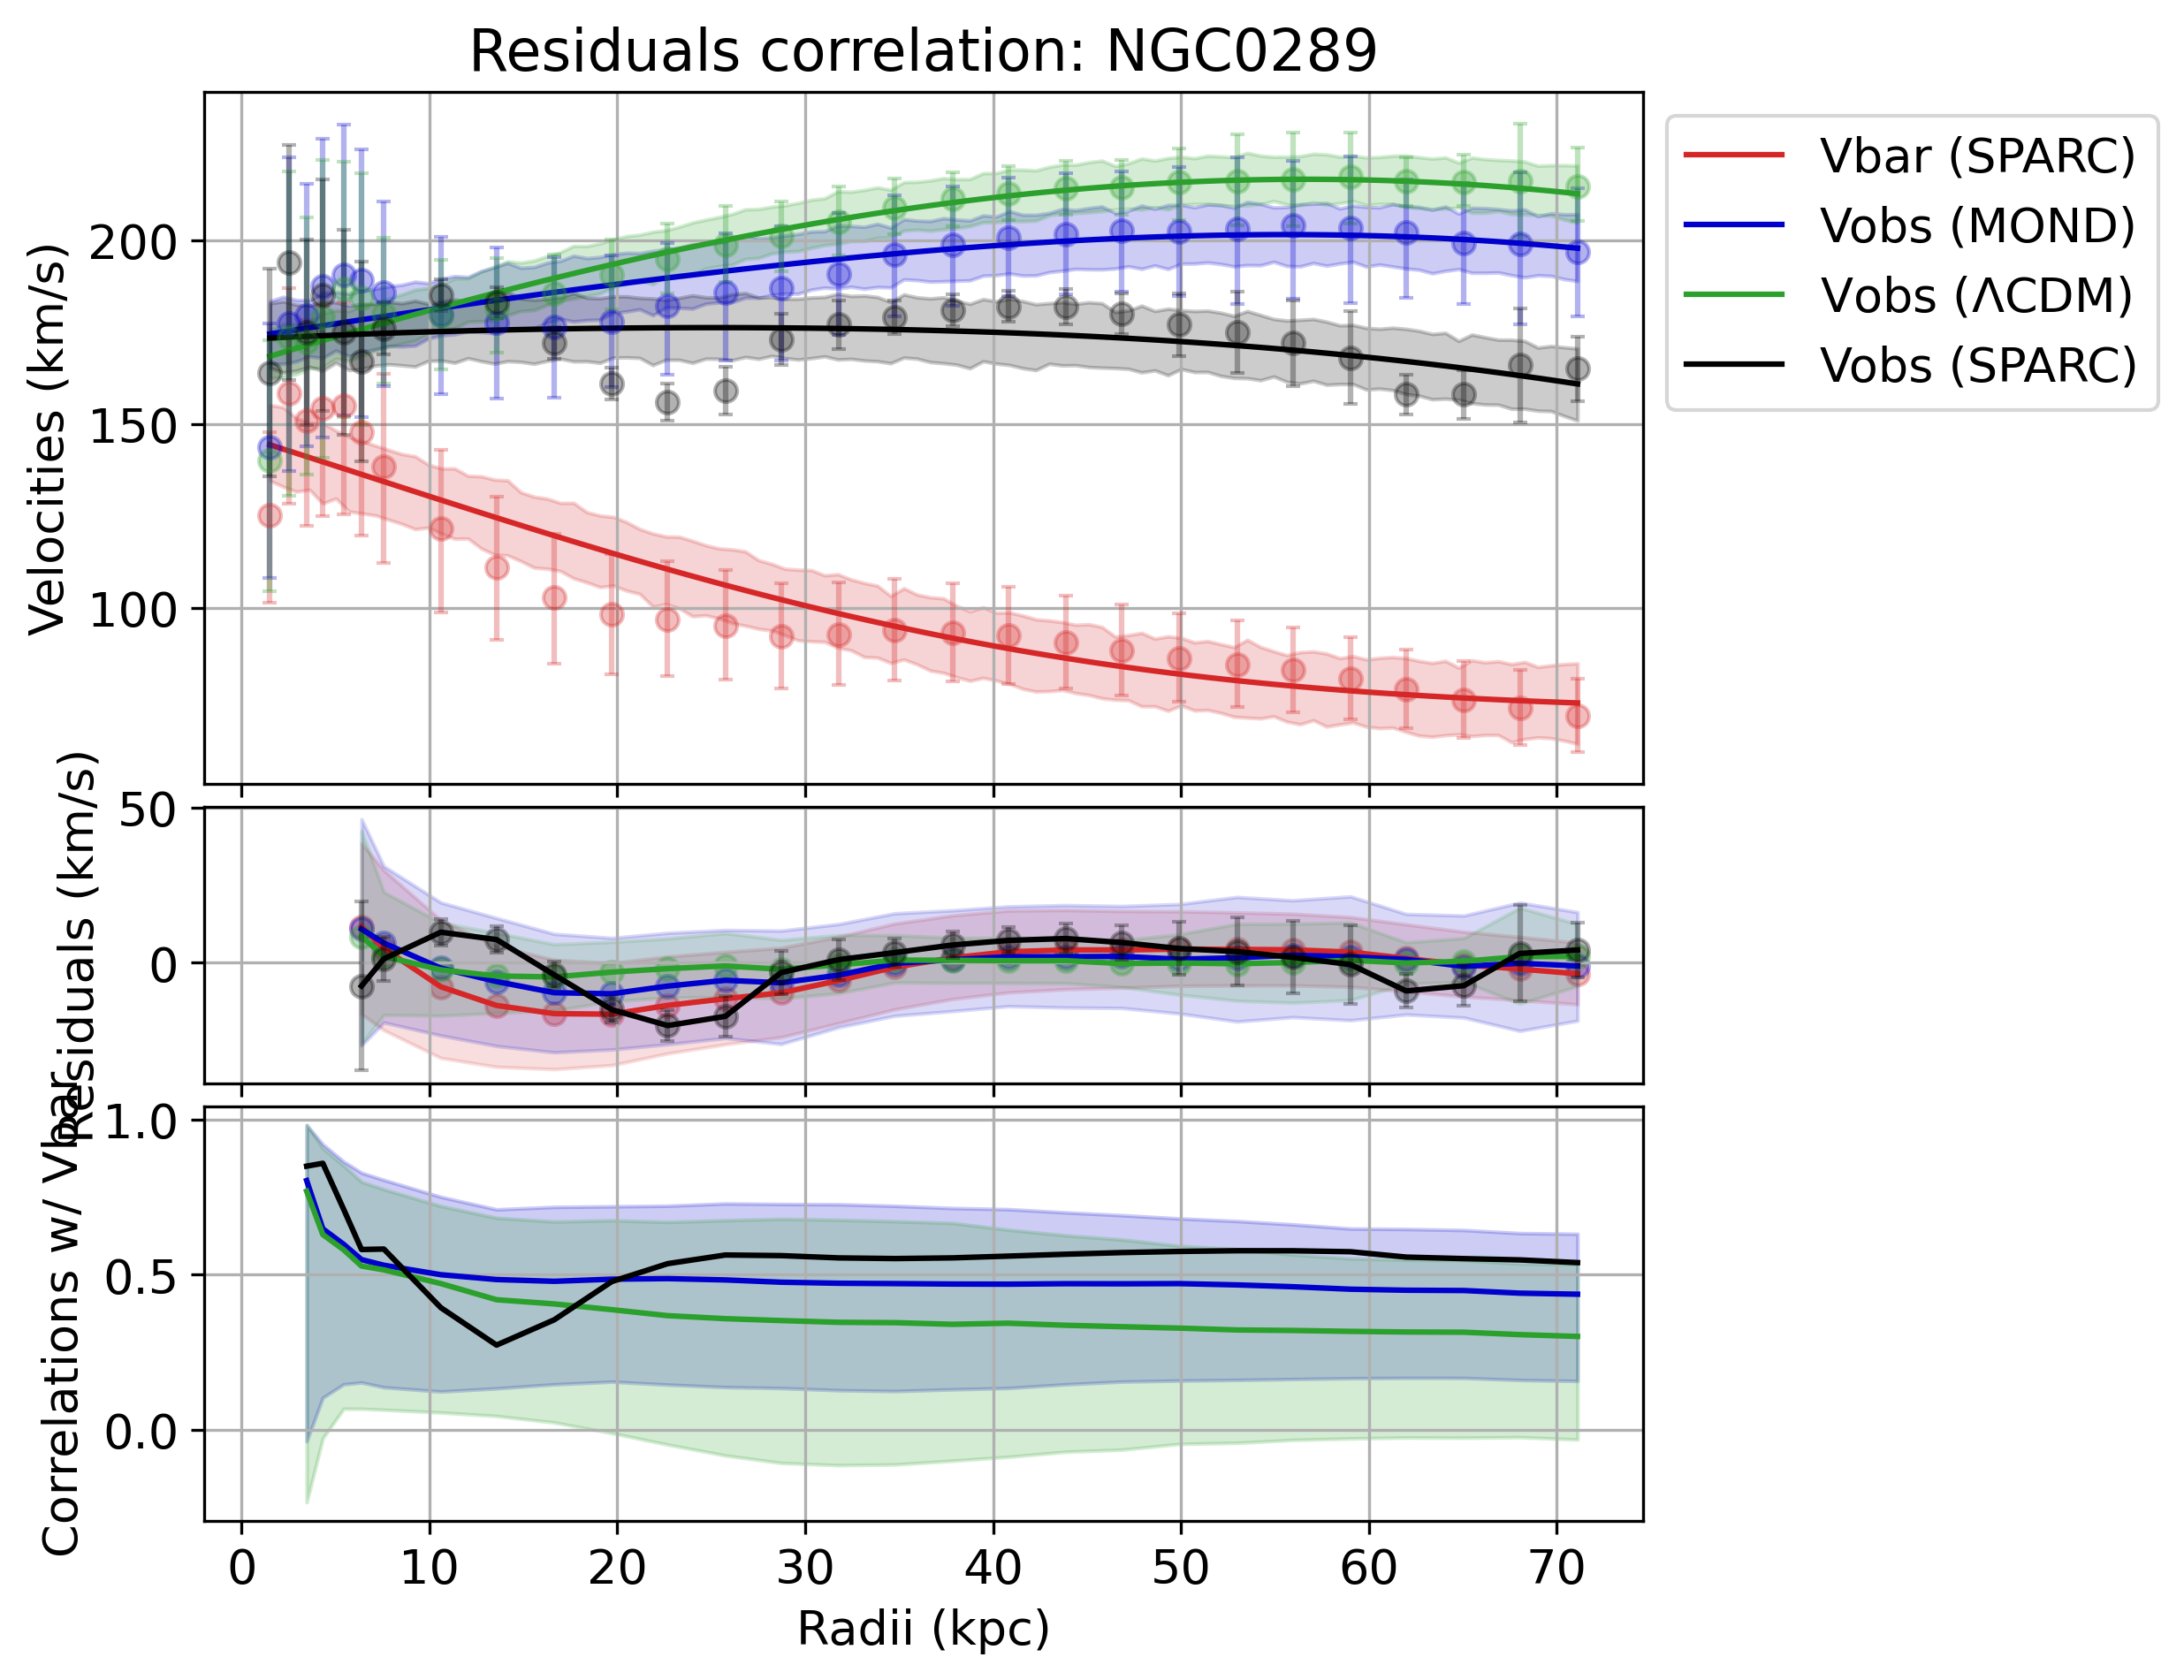 Residuals correlation: NGC0289
Velocities (km/s)
200
150
100
Vbar (SPARC)
Vobs (MOND)
Vobs (ΛCDM)
Vobs (SPARC)
Residuals (km/s)
50
0
Correlations w/ Vbar
1.0
0.5
0.0
0 10 20 30 40 50 60 70
Radii (kpc)